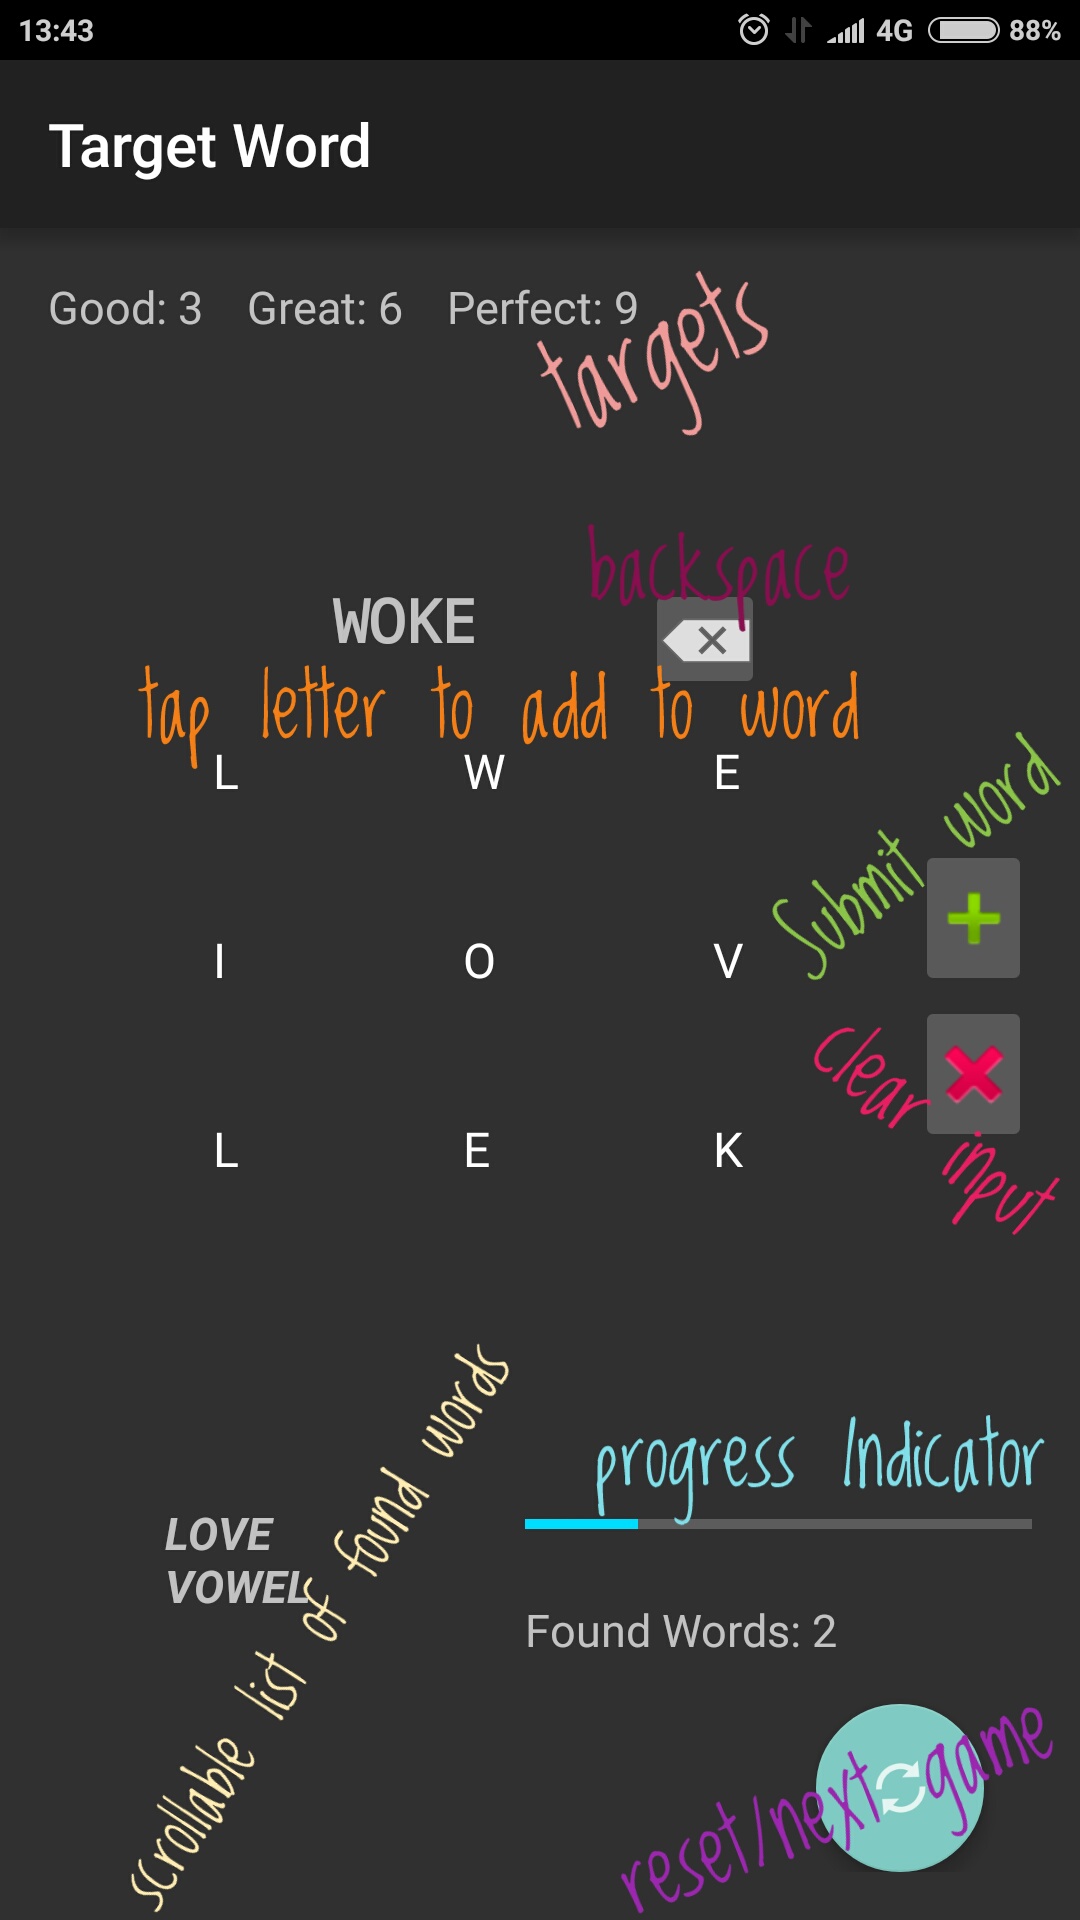 13:43 4G 88%
Target Word
Good: 3 Great: 6 Perfect: 9
targets
backspace
WOKE
tap letter to add to word
L W E
submit word
I O V
clear input
L E K
progress Indicator
LOVE
VOWEL
scrollable list of found words
Found Words: 2
reset/next game